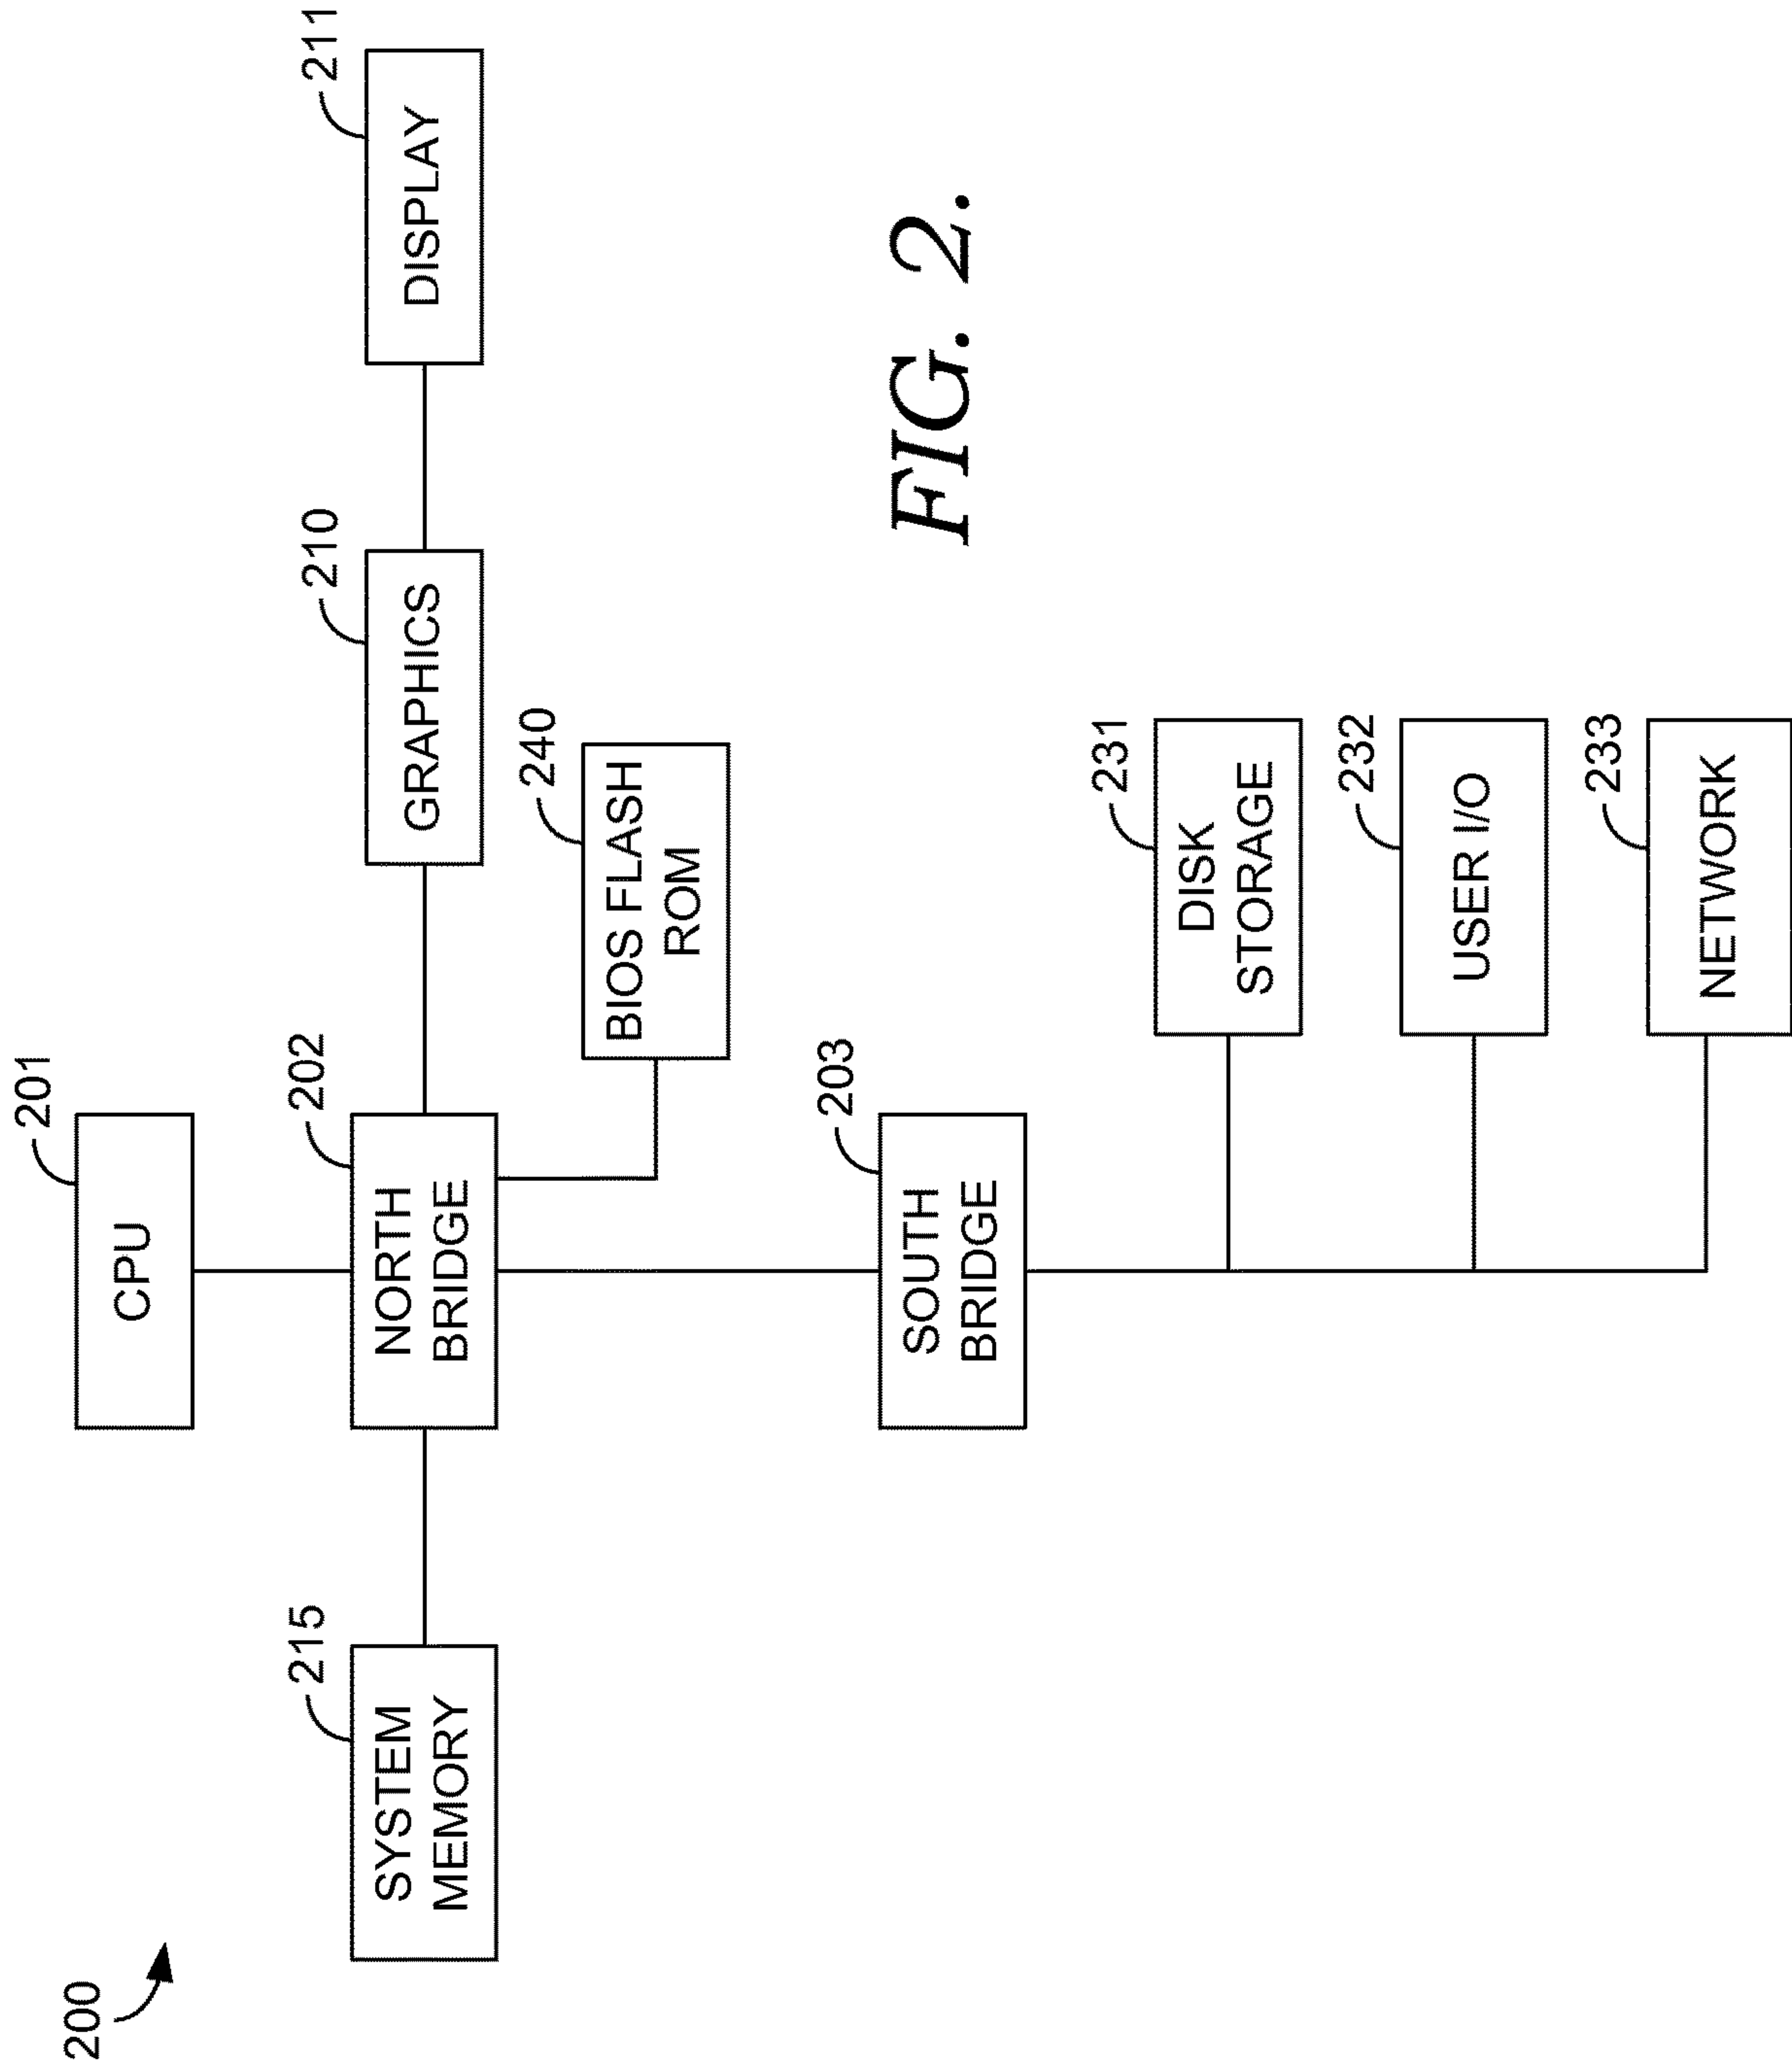 200
201
CPU
215
SYSTEM
MEMORY
202
NORTH
BRIDGE
210
GRAPHICS
211
DISPLAY
240
BIOS FLASH
ROM
203
SOUTH
BRIDGE
231
DISK
STORAGE
232
USER I/O
233
NETWORK
FIG. 2.